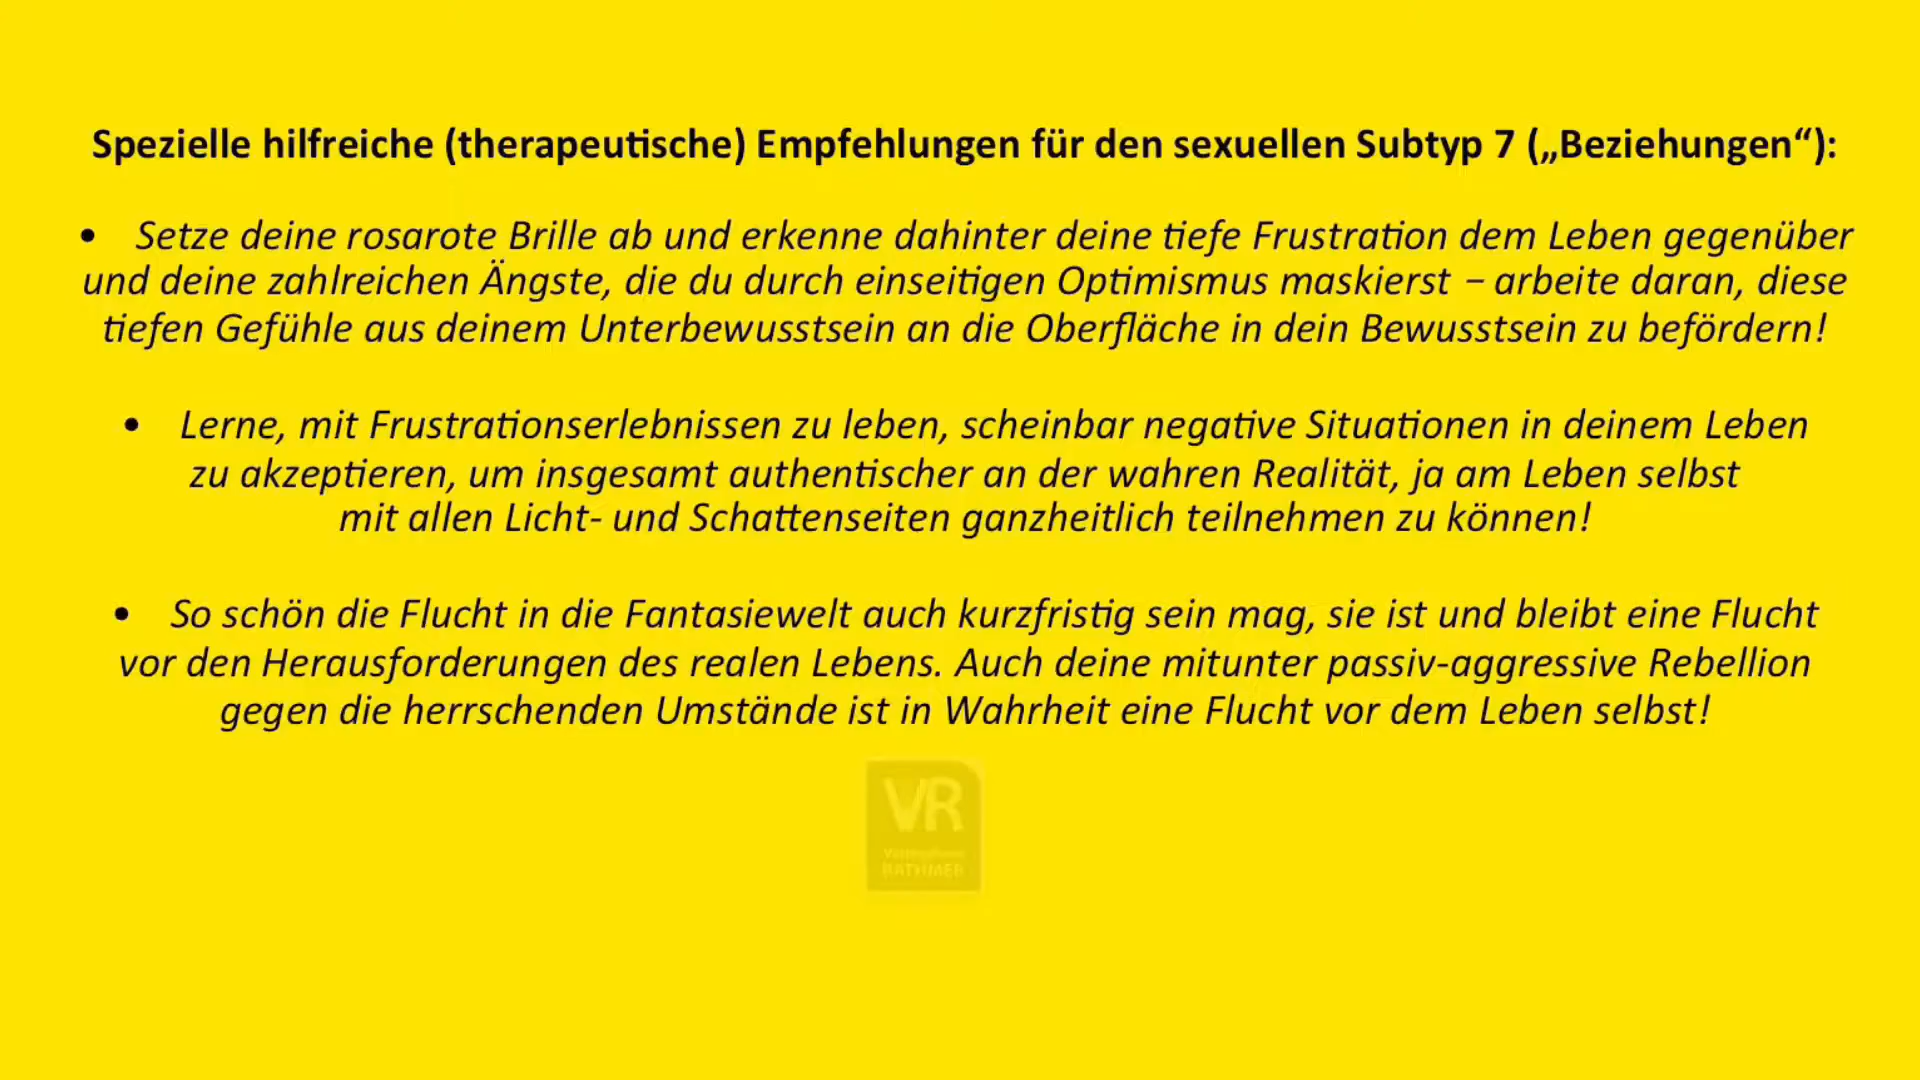 Spezielle hilfreiche (therapeutische) Empfehlungen für den sexuellen Subtyp 7 („Beziehungen“):
• Setze deine rosarote Brille ab und erkenne dahinter deine tiefe Frustration dem Leben gegenüber
und deine zahlreichen Ängste, die du durch einseitigen Optimismus maskierst – arbeite daran, diese
tiefen Gefühle aus deinem Unterbewusstsein an die Oberfläche in dein Bewusstsein zu befördern!
• Lerne, mit Frustrationserlebnissen zu leben, scheinbar negative Situationen in deinem Leben
zu akzeptieren, um insgesamt authentischer an der wahren Realität, ja am Leben selbst
mit allen Licht- und Schattenseiten ganzheitlich teilnehmen zu können!
• So schön die Flucht in die Fantasiewelt auch kurzfristig sein mag, sie ist und bleibt eine Flucht
vor den Herausforderungen des realen Lebens. Auch deine mitunter passiv-aggressive Rebellion
gegen die herrschenden Umstände ist in Wahrheit eine Flucht vor dem Leben selbst!
VR
RATHMER